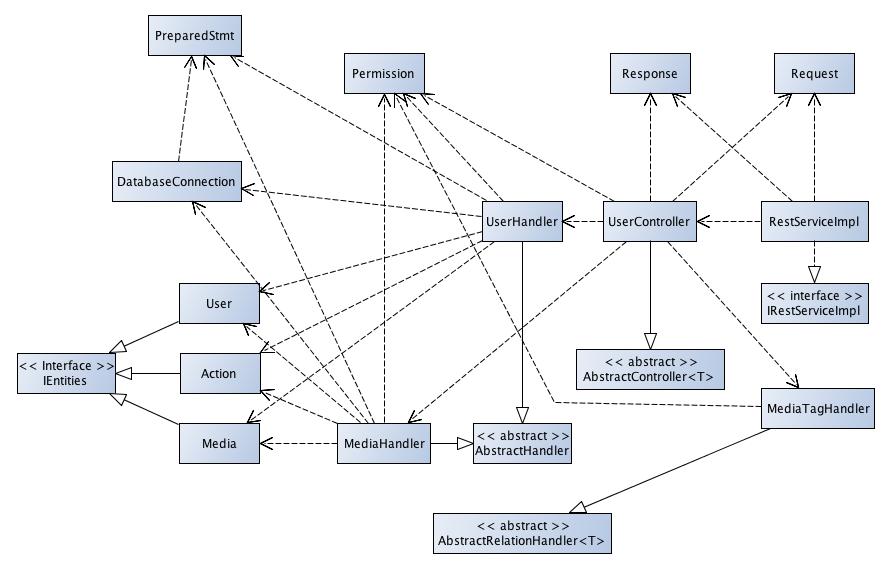 PreparedStmt
Permission
Response
Request
DatabaseConnection
UserHandler
UserController
RestServiceImpl
User
<< interface >>
IRestServiceImpl
<< Interface >>
IEntities
Action
<< abstract >>
AbstractController<T>
MediaTagHandler
Media
MediaHandler
<< abstract >>
AbstractHandler
<< abstract >>
AbstractRelationHandler<T>